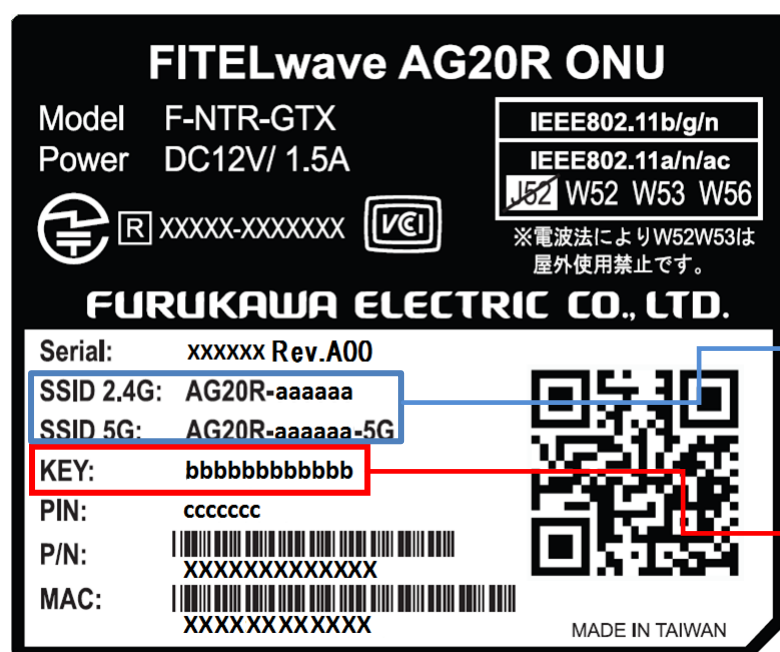 FITELwave AG20R ONU
Model F-NTR-GTX
Power DC12V/ 1.5A
IEEE802.11b/g/n
IEEE802.11a/n/ac
J52 W52 W53 W56
R XXXXX-XXXXXXX VCI
※電波法によりW52W53は
屋外使用禁止です。
FURUKAWA ELECTRIC CO., LTD.
Serial: xxxxxx Rev.A00
SSID 2.4G: AG20R-aaaaaa
SSID 5G: AG20R-aaaaaa-5G
KEY: bbbbbbbbbbbb
PIN: ccccccc
P/N: XXXXXXXXXXXXX
MAC: XXXXXXXXXXXX
MADE IN TAIWAN